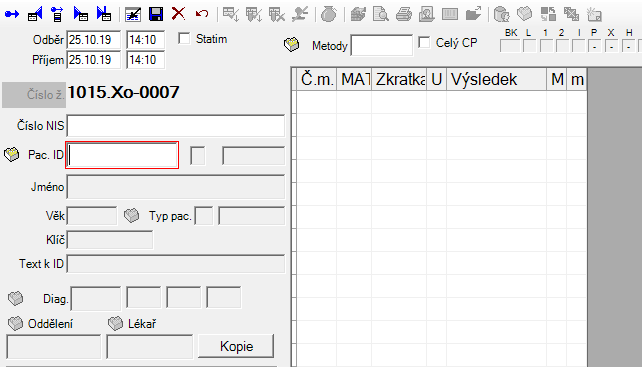 Odběr 25.10.19 14:10 Statim
Příjem 25.10.19 14:10
Metody Celý CP
BK L 1 2 I P X H
- - -
Číslo ž. 1015.Xo-0007
Č.m. MAT Zkratka U Výsledek M m
Číslo NIS
Pac. ID
Jméno
Věk Typ pac.
Klíč
Text k ID
Diag.
Oddělení Lékař
Kopie